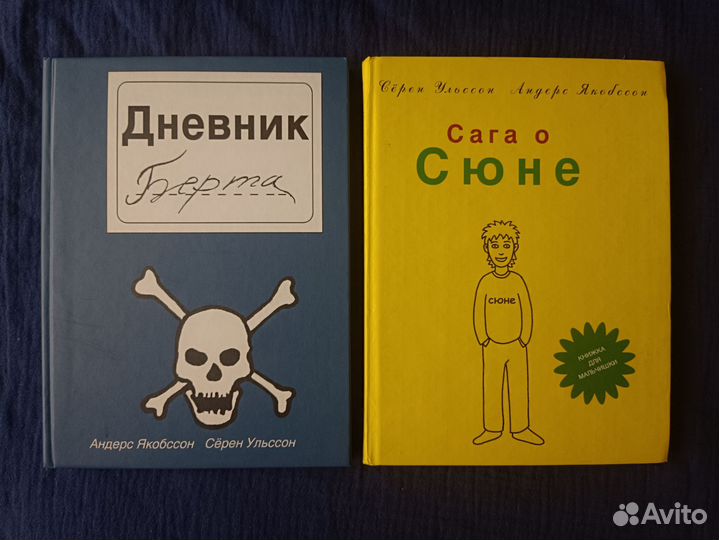 Дневник
Берта
Андерс Якобссон Сёрен Ульссон
Сёрен Ульссон Андерс Якобссон
Сага о
Сюне
сюне
КНИЖКА
ДЛЯ
МАЛЬЧИШКИ
Avito